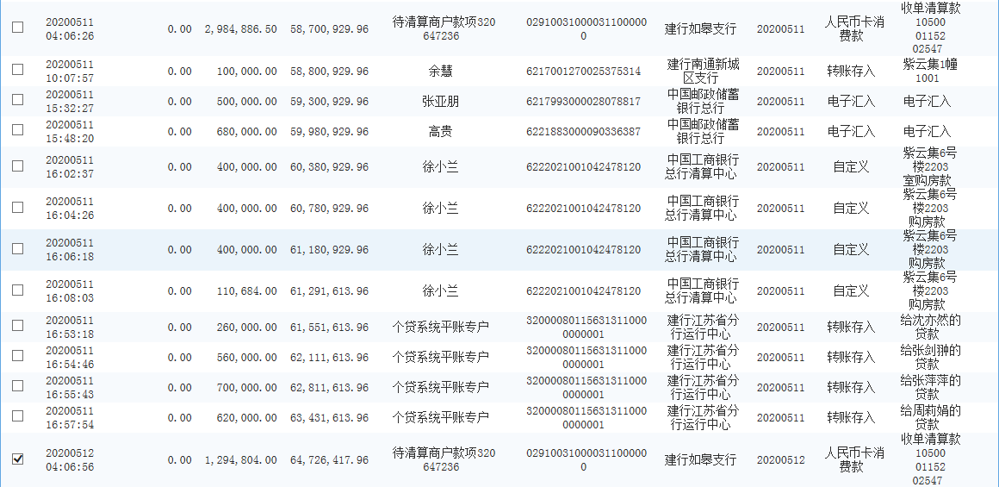 20200511 04:06:26 0.00 2,984,886.50 58,700,929.96 待清算商户款项320647236 02910031000031100000 0 建行如皋支行 20200511 人民币卡消费款 收单清算款 10500 01152 02547
20200511 10:07:57 0.00 100,000.00 58,800,929.96 余慧 6217001270025375314 建行南通新城区支行 20200511 转账存入 紫云集1幢1001
20200511 15:32:27 0.00 500,000.00 59,300,929.96 张亚朋 6217993000028078817 中国邮政储蓄银行总行 20200511 电子汇入 电子汇入
20200511 15:48:20 0.00 680,000.00 59,980,929.96 高贵 6221883000090336387 中国邮政储蓄银行总行 20200511 电子汇入 电子汇入
20200511 16:02:37 0.00 400,000.00 60,380,929.96 徐小兰 6222021001042478120 中国工商银行总行清算中心 20200511 自定义 紫云集6号楼2203室购房款
20200511 16:04:26 0.00 400,000.00 60,780,929.96 徐小兰 6222021001042478120 中国工商银行总行清算中心 20200511 自定义 紫云集6号楼2203购房款
20200511 16:06:18 0.00 400,000.00 61,180,929.96 徐小兰 6222021001042478120 中国工商银行总行清算中心 20200511 自定义 紫云集6号楼2203购房款
20200511 16:08:03 0.00 110,684.00 61,291,613.96 徐小兰 6222021001042478120 中国工商银行总行清算中心 20200511 自定义 紫云集6号楼2203购房款
20200511 16:53:18 0.00 260,000.00 61,551,613.96 个贷系统平账专户 32000080115631311000 0000001 建行江苏省分行运行中心 20200511 转账存入 给沈亦然的贷款
20200511 16:54:46 0.00 560,000.00 62,111,613.96 个贷系统平账专户 32000080115631311000 0000001 建行江苏省分行运行中心 20200511 转账存入 给张剑翀的贷款
20200511 16:55:43 0.00 700,000.00 62,811,613.96 个贷系统平账专户 32000080115631311000 0000001 建行江苏省分行运行中心 20200511 转账存入 给张萍萍的贷款
20200511 16:57:54 0.00 620,000.00 63,431,613.96 个贷系统平账专户 32000080115631311000 0000001 建行江苏省分行运行中心 20200511 转账存入 给周莉娟的贷款
20200512 04:06:56 0.00 1,294,804.00 64,726,417.96 待清算商户款项320647236 02910031000031100000 0 建行如皋支行 20200512 人民币卡消费款 收单清算款 10500 01152 02547